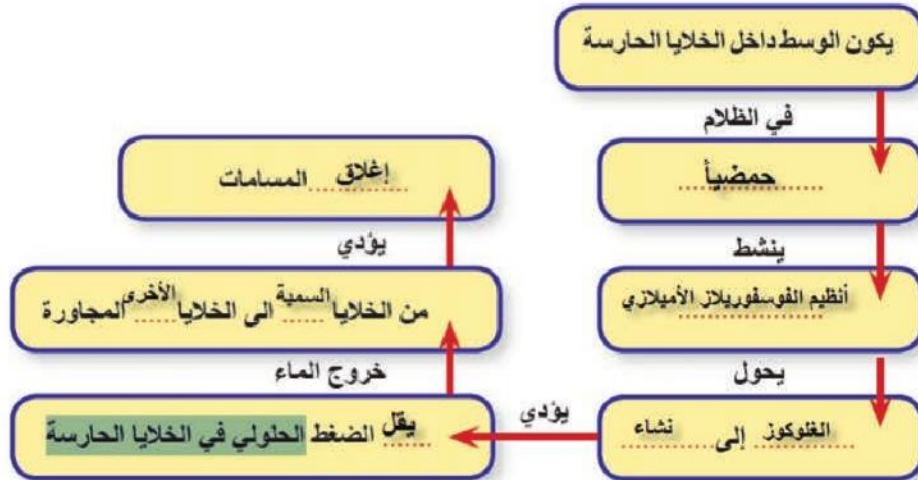 يكون الوسط داخل الخلايا الحارسة
في الظلام
حمضياً
ينشط
أنظيم الفوسفوريلاز الأميلازي
يحول
الغلوكوز إلى نشاء
يؤدي
يقل الضغط الحلولي في الخلايا الحارسة
خروج الماء
من الخلايا السمية الى الخلايا الأخرى المجاورة
يؤدي
إغلاق المسامات